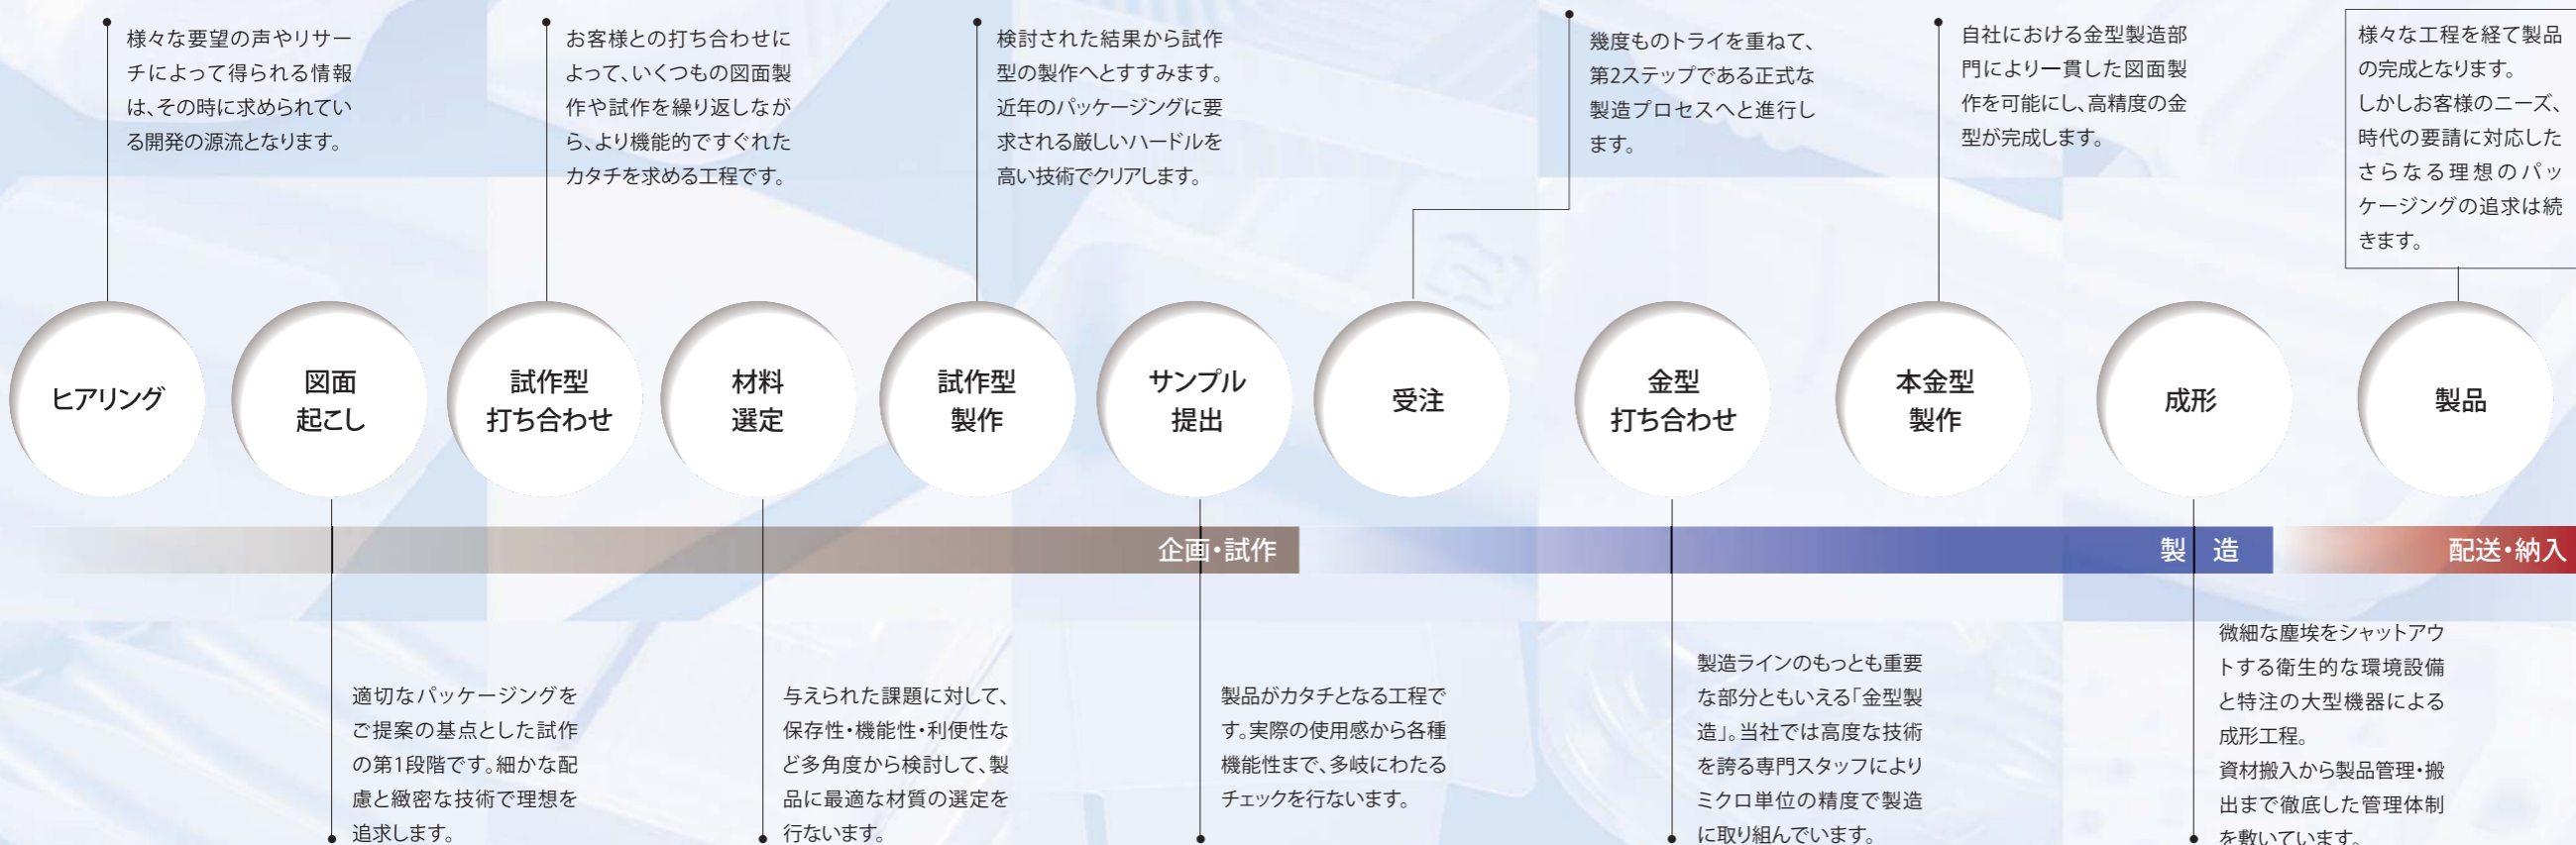 様々な要望の声やリサー
チによって得られる情報
は、その時に求められてい
る開発の源流となります。
お客様との打ち合わせに
よって、いくつもの図面製
作や試作を繰り返しなが
ら、より機能的ですぐれた
カタチを求める工程です。
検討された結果から試作
型の製作へとすすみます。
近年のパッケージングに要
求される厳しいハードルを
高い技術でクリアします。
幾度ものトライを重ねて、
第2ステップである正式な
製造プロセスへと進行し
ます。
自社における金型製造部
門により一貫した図面製
作を可能にし、高精度の金
型が完成します。
様々な工程を経て製品
の完成となります。
しかしお客様のニーズ、
時代の要請に対応した
さらなる理想のパッ
ケージングの追求は続
きます。
ヒアリング
図面
起こし
試作型
打ち合わせ
材料
選定
試作型
製作
サンプル
提出
受注
金型
打ち合わせ
本金型
製作
成形
製品
企画・試作
製 造
配送・納入
適切なパッケージングを
ご提案の基点とした試作
の第1段階です。細かな配
慮と緻密な技術で理想を
追求します。
与えられた課題に対して、
保存性・機能性・利便性な
ど多角度から検討して、製
品に最適な材質の選定を
行ないます。
製品がカタチとなる工程で
す。実際の使用感から各種
機能性まで、多岐にわたる
チェックを行ないます。
製造ラインのもっとも重要
な部分ともいえる「金型製
造」。当社では高度な技術
を誇る専門スタッフにより
ミクロ単位の精度で製造
に取り組んでいます。
微細な塵埃をシャットアウ
トする衛生的な環境設備
と特注の大型機器による
成形工程。
資材搬入から製品管理・搬
出まで徹底した管理体制
を敷いています。